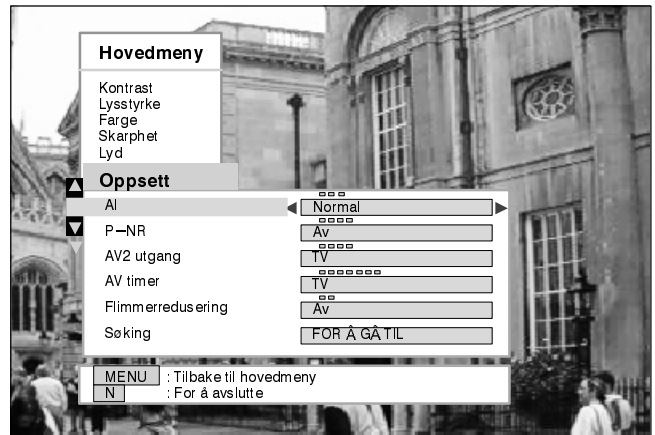 Hovedmeny
Kontrast
Lysstyrke
Farge
Skarphet
Lyd
Oppsett
AI Normal
P–NR Av
AV2 utgang TV
AV timer TV
Flimmerredusering Av
Søking FOR Â GÂ TIL
MENU : Tilbake til hovedmeny
N : For å avslutte